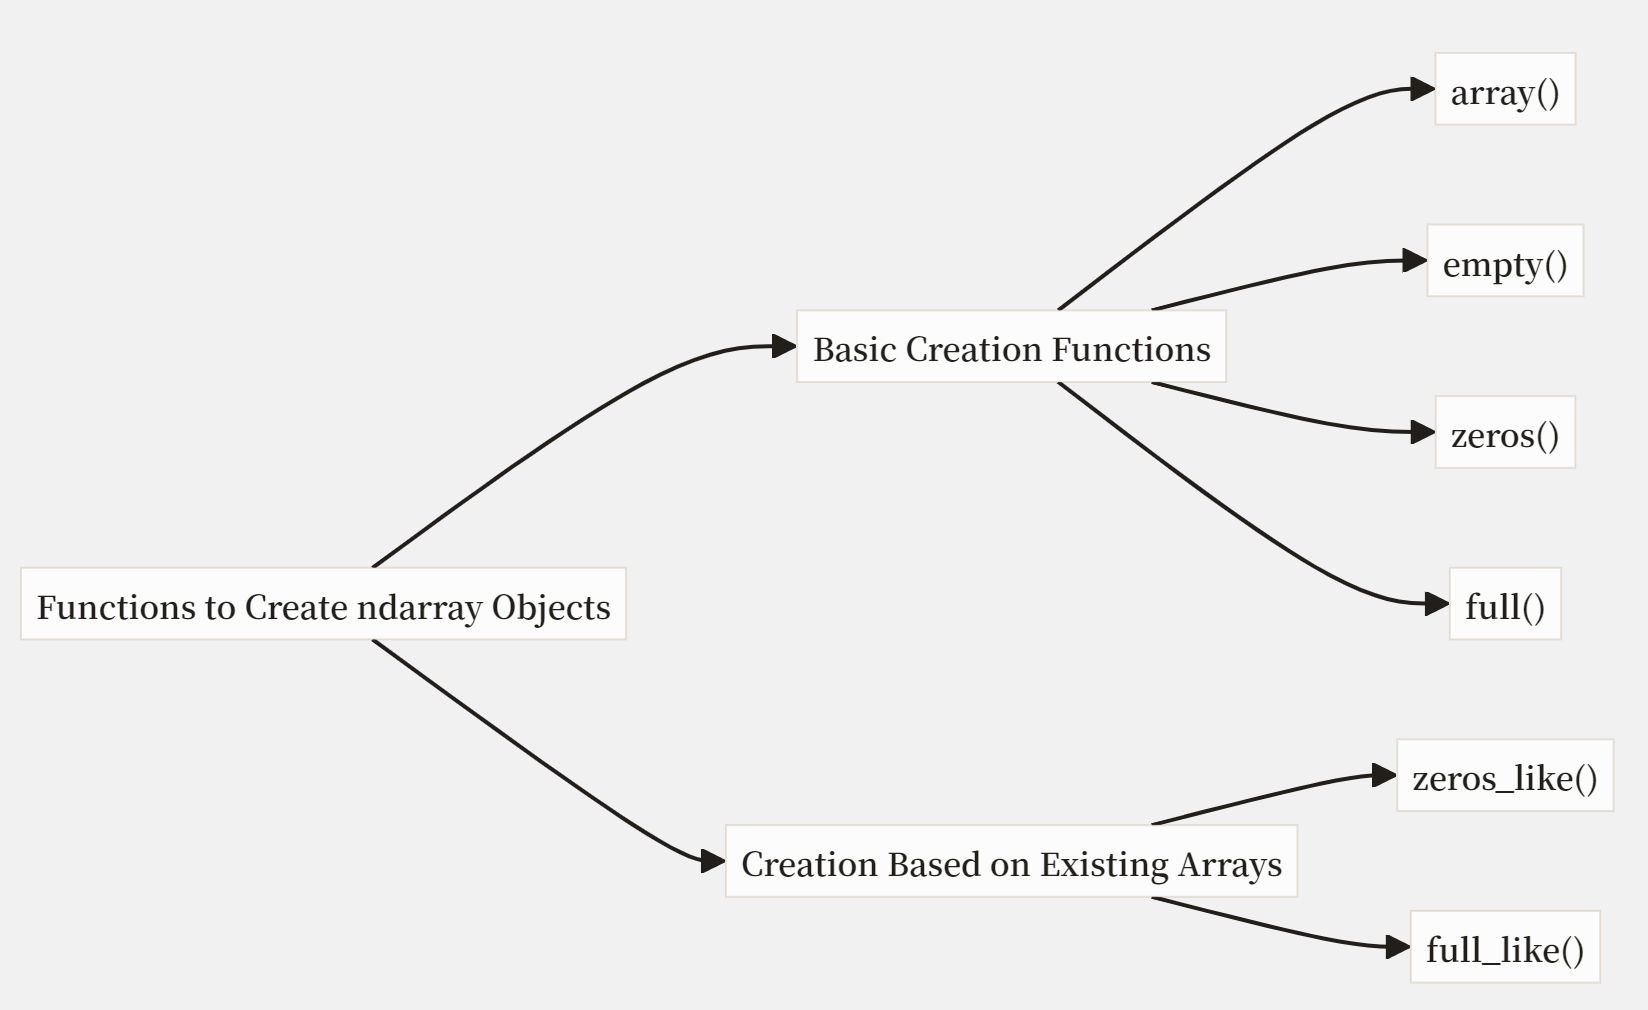 array()
empty()
Basic Creation Functions
zeros()
Functions to Create ndarray Objects
full()
zeros_like()
Creation Based on Existing Arrays
full_like()